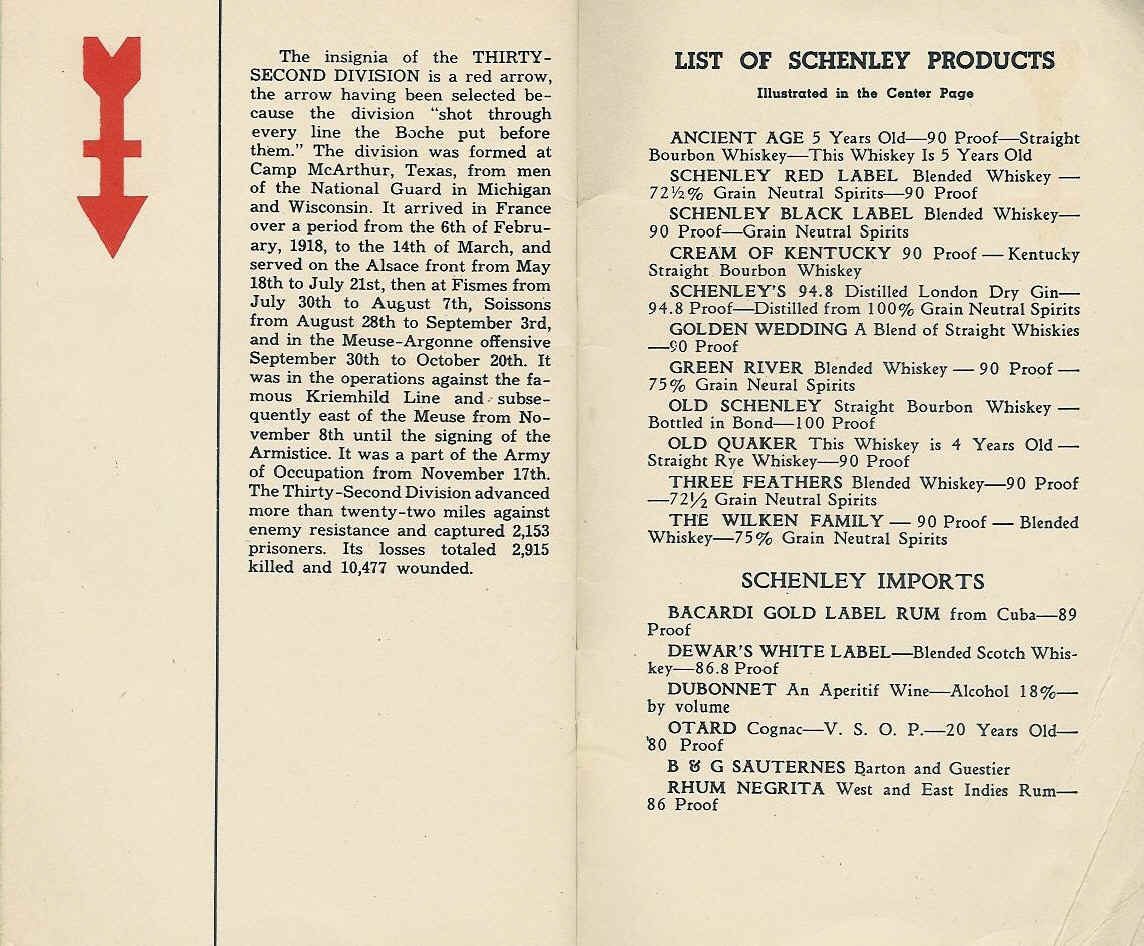 The insignia of the THIRTY-
SECOND DIVISION is a red arrow,
the arrow having been selected be-
cause the division "shot through
every line the Boche put before
them." The division was formed at
Camp McArthur, Texas, from men
of the National Guard in Michigan
and Wisconsin. It arrived in France
over a period from the 6th of Febru-
ary, 1918, to the 14th of March, and
served on the Alsace front from May
18th to July 21st, then at Fismes from
July 30th to August 7th, Soissons
from August 28th to September 3rd,
and in the Meuse-Argonne offensive
September 30th to October 20th. It
was in the operations against the fa-
mous Kriemhild Line and subse-
quently east of the Meuse from No-
vember 8th until the signing of the
Armistice. It was a part of the Army
of Occupation from November 17th.
The Thirty-Second Division advanced
more than twenty-two miles against
enemy resistance and captured 2,153
prisoners. Its losses totaled 2,915
killed and 10,477 wounded.
LIST OF SCHENLEY PRODUCTS
Illustrated in the Center Page
ANCIENT AGE 5 Years Old—90 Proof—Straight
Bourbon Whiskey—This Whiskey Is 5 Years Old
SCHENLEY RED LABEL Blended Whiskey —
72½% Grain Neutral Spirits—90 Proof
SCHENLEY BLACK LABEL Blended Whiskey—
90 Proof—Grain Neutral Spirits
CREAM OF KENTUCKY 90 Proof — Kentucky
Straight Bourbon Whiskey
SCHENLEY'S 94.8 Distilled London Dry Gin—
94.8 Proof—Distilled from 100% Grain Neutral Spirits
GOLDEN WEDDING A Blend of Straight Whiskies
—90 Proof
GREEN RIVER Blended Whiskey — 90 Proof —
75% Grain Neural Spirits
OLD SCHENLEY Straight Bourbon Whiskey —
Bottled in Bond—100 Proof
OLD QUAKER This Whiskey is 4 Years Old —
Straight Rye Whiskey—90 Proof
THREE FEATHERS Blended Whiskey—90 Proof
—72½ Grain Neutral Spirits
THE WILKEN FAMILY — 90 Proof — Blended
Whiskey—75% Grain Neutral Spirits
SCHENLEY IMPORTS
BACARDI GOLD LABEL RUM from Cuba—89
Proof
DEWAR'S WHITE LABEL—Blended Scotch Whis-
key—86.8 Proof
DUBONNET An Aperitif Wine—Alcohol 18%—
by volume
OTARD Cognac—V. S. O. P.—20 Years Old—
80 Proof
B & G SAUTERNES Barton and Guestier
RHUM NEGRITA West and East Indies Rum—
86 Proof